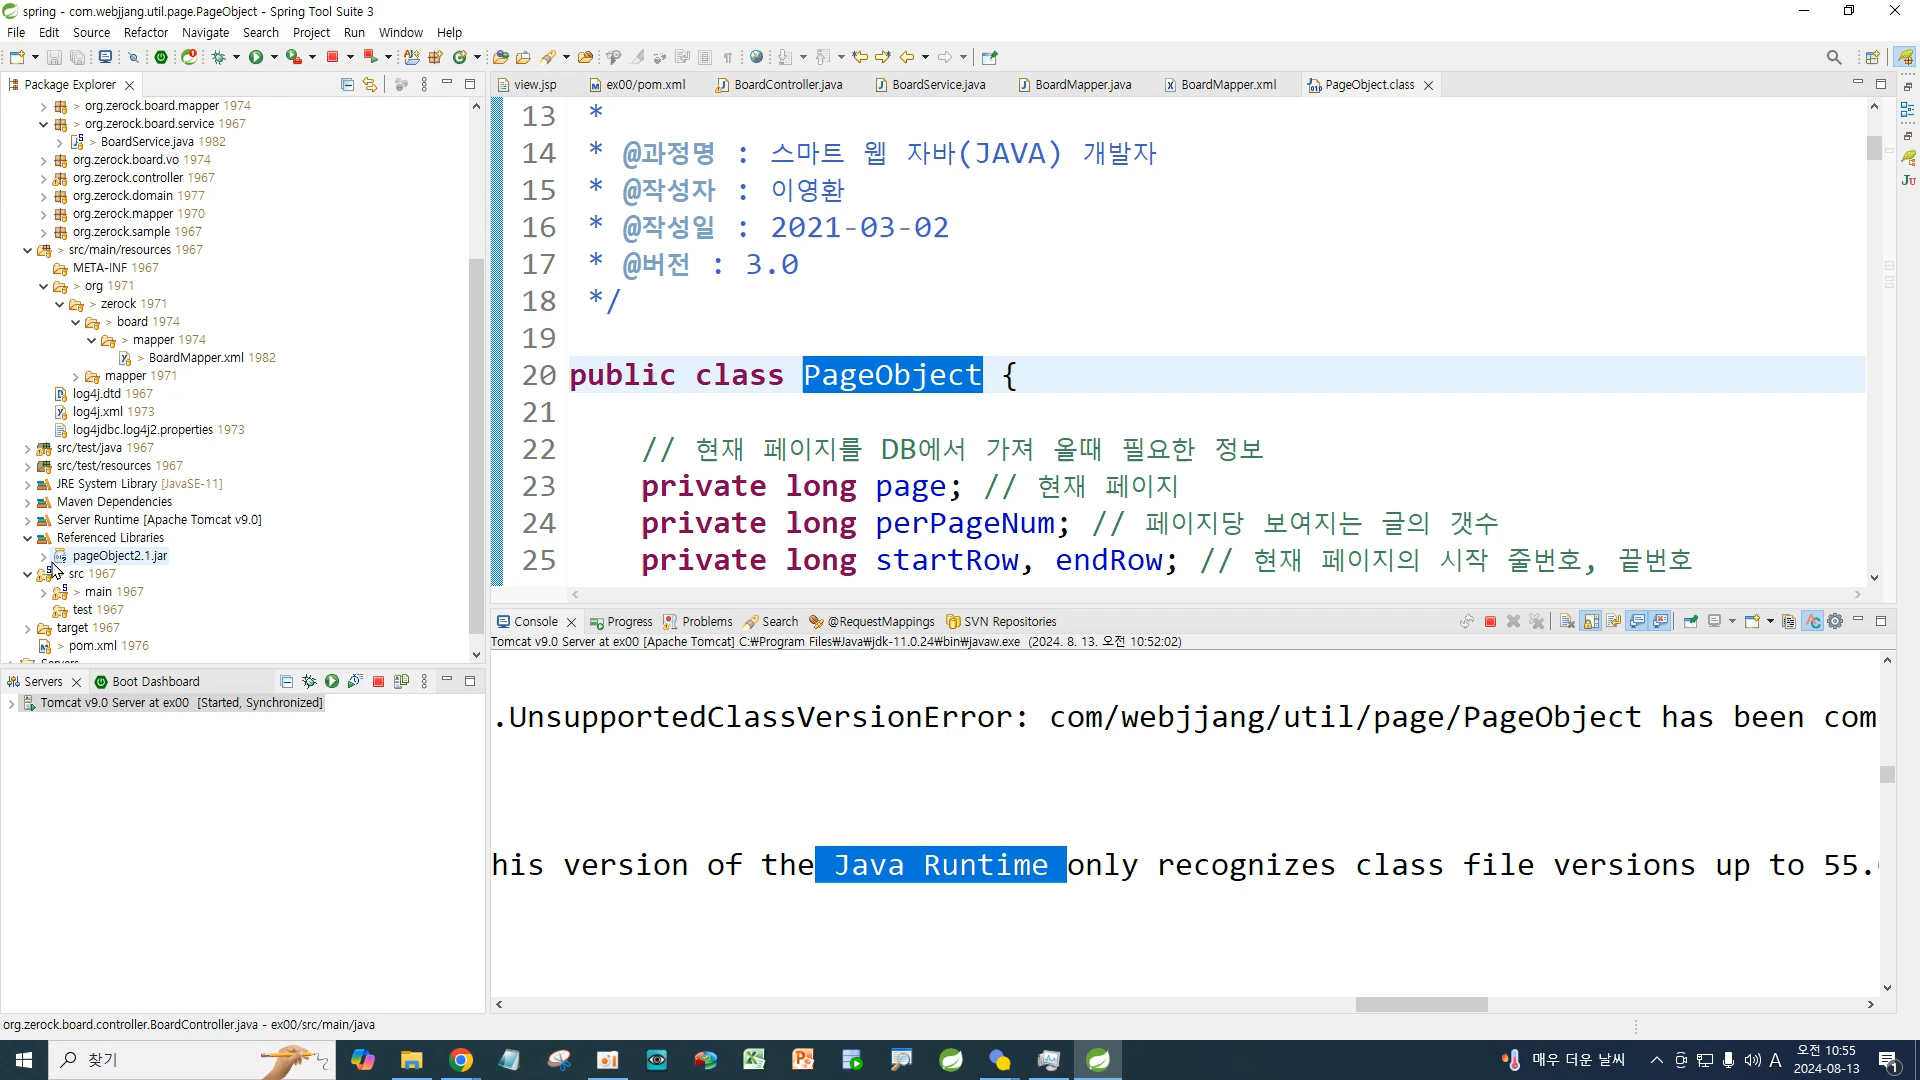 spring - com.webjjang.util.page.PageObject - Spring Tool Suite 3
File Edit Source Refactor Navigate Search Project Run Window Help
Package Explorer
> org.zerock.board.mapper 1974
> org.zerock.board.service 1967
> BoardService.java 1982
org.zerock.board.vo 1974
org.zerock.controller 1967
org.zerock.domain 1977
org.zerock.mapper 1970
org.zerock.sample 1967
> src/main/resources 1967
META-INF 1967
> org 1971
> zerock 1971
> board 1974
> mapper 1974
> BoardMapper.xml 1982
mapper 1971
log4j.dtd 1967
log4j.xml 1973
log4jdbc.log4j2.properties 1973
src/test/java 1967
src/test/resources 1967
JRE System Library [JavaSE-11]
Maven Dependencies
Server Runtime [Apache Tomcat v9.0]
Referenced Libraries
pageObject2.1.jar
src 1967
> main 1967
test 1967
target 1967
> pom.xml 1976
Servers
view.jsp ex00/pom.xml BoardController.java BoardService.java BoardMapper.java BoardMapper.xml PageObject.class
13 *
14 * @과정명 : 스마트 웹 자바(JAVA) 개발자
15 * @작성자 : 이영환
16 * @작성일 : 2021-03-02
17 * @버전 : 3.0
18 */
19
20 public class PageObject {
21
22 // 현재 페이지를 DB에서 가져 올때 필요한 정보
23 private long page; // 현재 페이지
24 private long perPageNum; // 페이지당 보여지는 글의 갯수
25 private long startRow, endRow; // 현재 페이지의 시작 줄번호, 끝번호
Servers Boot Dashboard
Tomcat v9.0 Server at ex00 [Started, Synchronized]
Console Progress Problems Search @RequestMappings SVN Repositories
Tomcat v9.0 Server at ex00 [Apache Tomcat] C:₩Program Files₩Java₩jdk-11.0.24₩bin₩javaw.exe (2024. 8. 13. 오전 10:52:02)
.UnsupportedClassVersionError: com/webjjang/util/page/PageObject has been com
his version of the Java Runtime only recognizes class file versions up to 55.
org.zerock.board.controller.BoardController.java - ex00/src/main/java
찾기
매우 더운 날씨
A
오전 10:55
2024-08-13
1